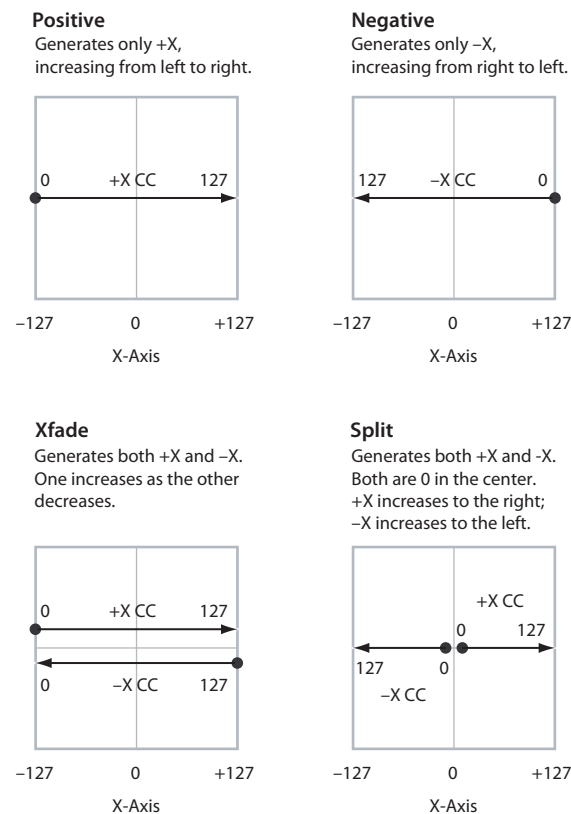 Positive
Generates only +X,
increasing from left to right.
0 +X CC 127
–127 0 +127
X-Axis
Negative
Generates only –X,
increasing from right to left.
127 –X CC 0
–127 0 +127
X-Axis
Xfade
Generates both +X and –X.
One increases as the other
decreases.
0 +X CC 127
0 –X CC 127
–127 0 +127
X-Axis
Split
Generates both +X and -X.
Both are 0 in the center.
+X increases to the right;
–X increases to the left.
+X CC
0 127
127 0
–X CC
–127 0 +127
X-Axis